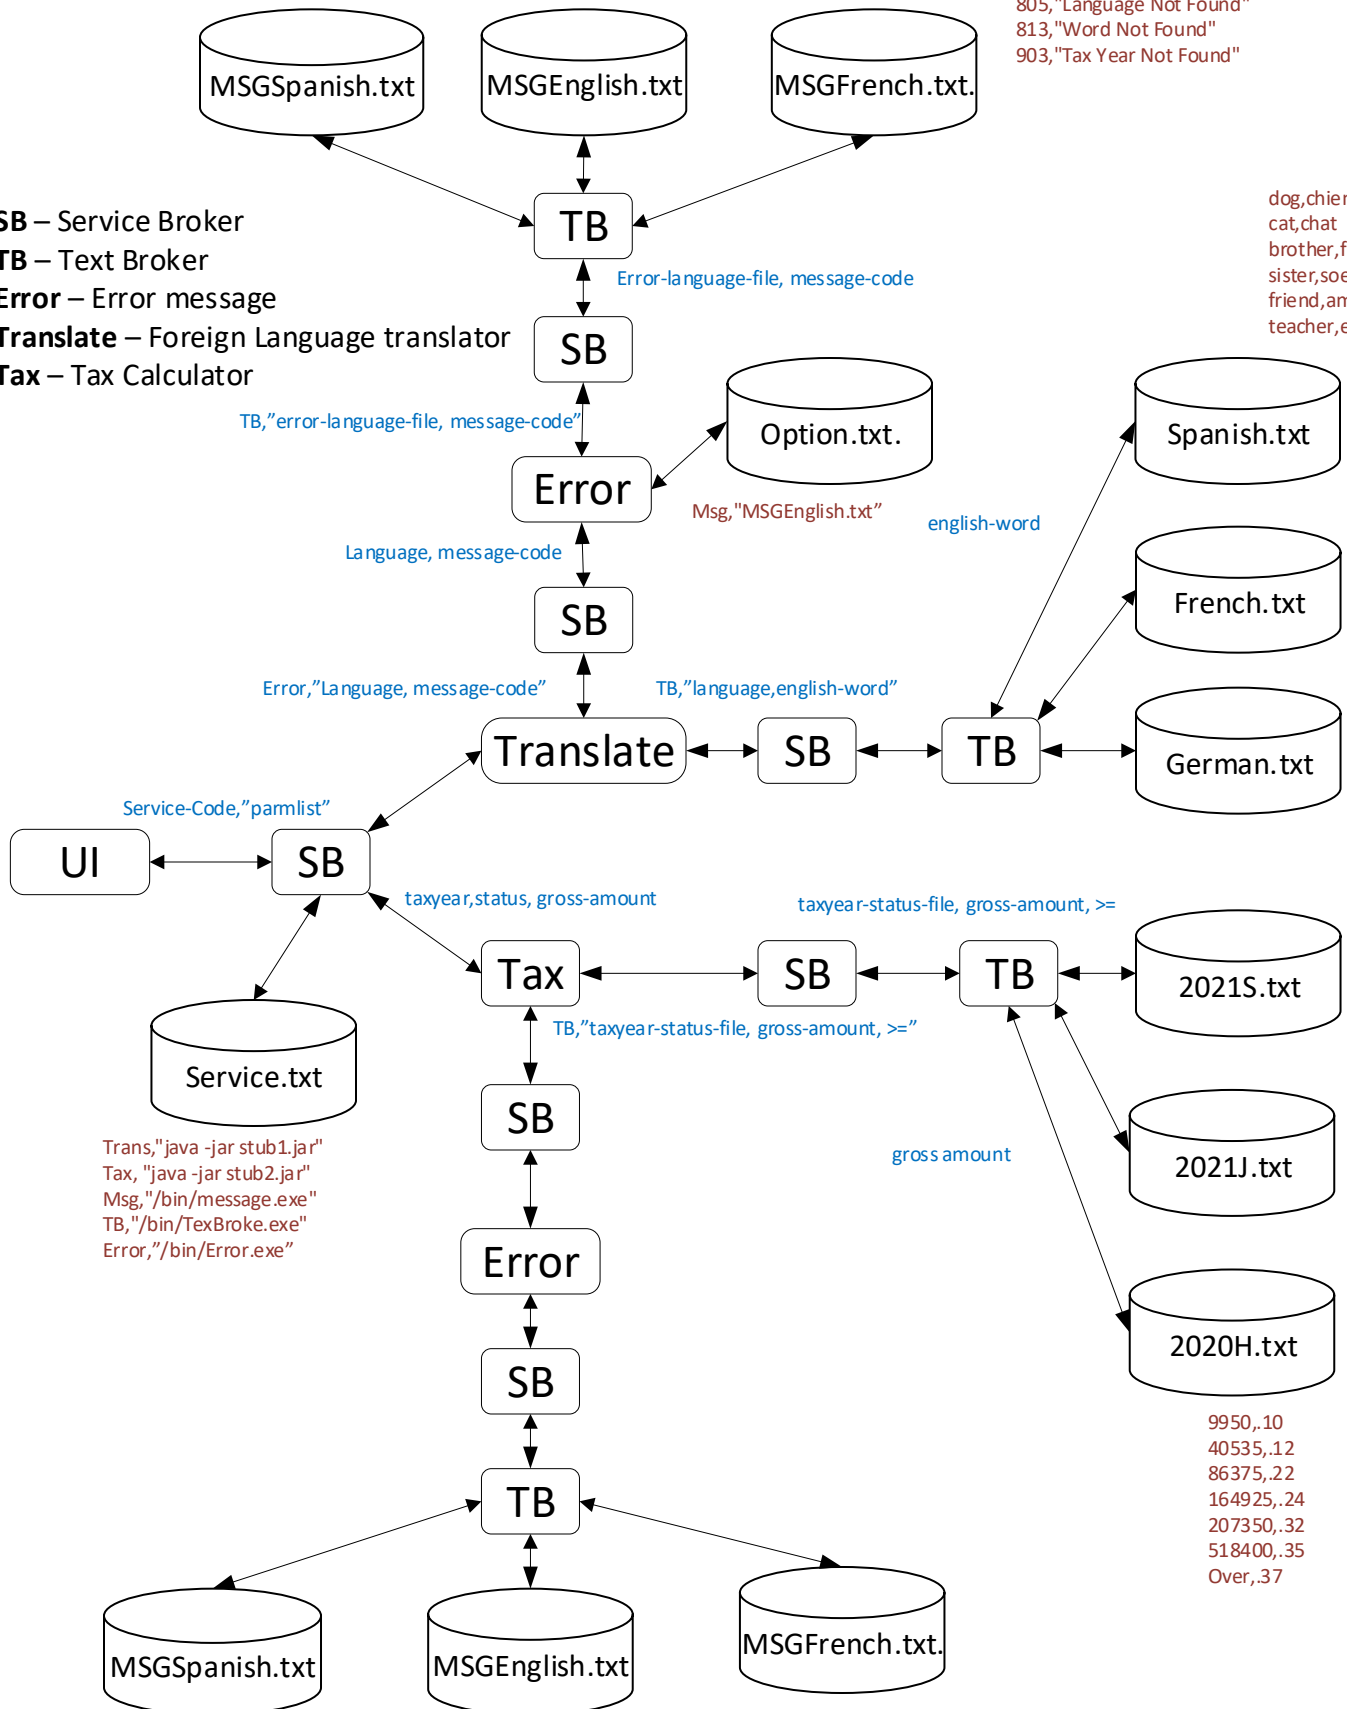 805,"Language Not Found"
813,"Word Not Found"
903,"Tax Year Not Found"
MSGSpanish.txt
MSGEnglish.txt
MSGFrench.txt.
SB – Service Broker
TB – Text Broker
Error – Error message
Translate – Foreign Language translator
Tax – Tax Calculator
TB
Error-language-file, message-code
dog,chien
cat,chat
brother,f
sister,soe
friend,am
teacher,e
SB
TB,"error-language-file, message-code"
Option.txt.
Spanish.txt
Error
Msg,"MSGEnglish.txt"
english-word
Language, message-code
French.txt
SB
Error,"Language, message-code"
TB,"language,english-word"
Translate
SB
TB
German.txt
Service-Code,"parmlist"
UI
SB
taxyear,status, gross-amount
taxyear-status-file, gross-amount, >=
Tax
SB
TB
2021S.txt
TB,"taxyear-status-file, gross-amount, >="
Service.txt
SB
Trans,"java -jar stub1.jar"
Tax, "java -jar stub2.jar"
Msg,"/bin/message.exe"
TB,"/bin/TexBroke.exe"
Error,"/bin/Error.exe"
gross amount
2021J.txt
Error
2020H.txt
SB
9950,.10
40535,.12
86375,.22
164925,.24
207350,.32
518400,.35
Over,.37
TB
MSGSpanish.txt
MSGEnglish.txt
MSGFrench.txt.